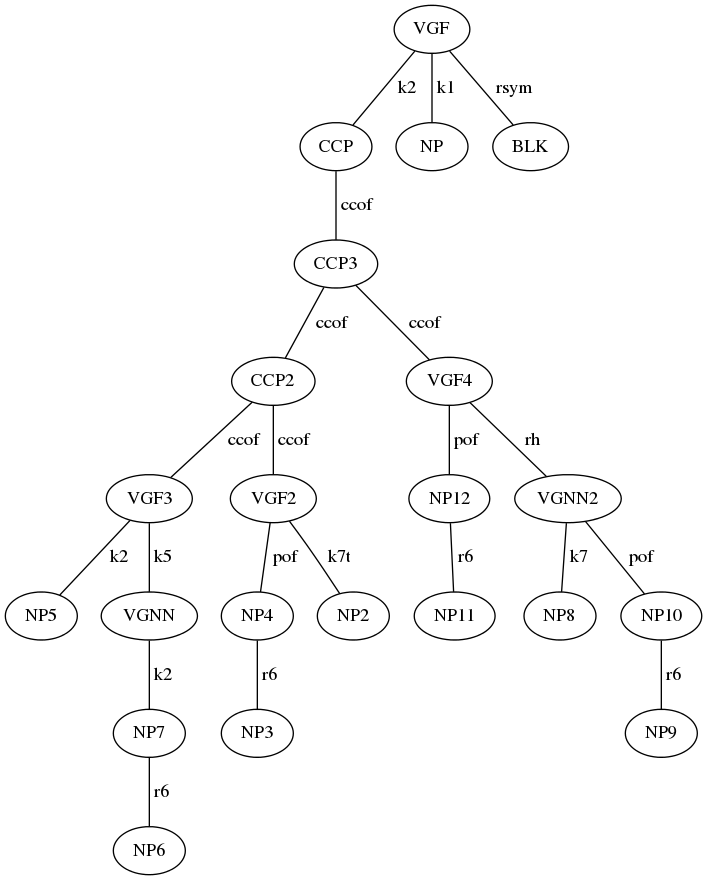 VGF
k2 k1 rsym
CCP NP BLK
ccof
CCP3
ccof ccof
CCP2 VGF4
ccof ccof pof rh
VGF3 VGF2 NP12 VGNN2
k2 k5 pof k7t r6 k7 pof
NP5 VGNN NP4 NP2 NP11 NP8 NP10
k2 r6 r6
NP7 NP3 NP9
r6
NP6